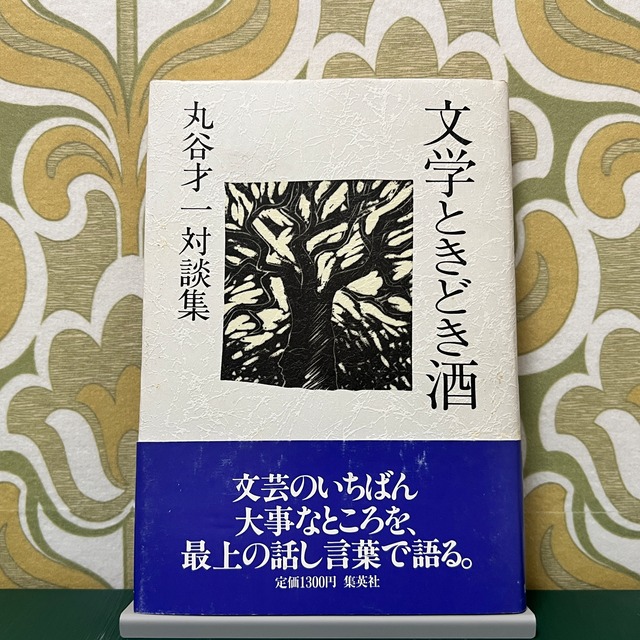 文学ときどき酒
丸谷才一 対談集
文芸のいちばん
大事なところを、
最上の話し言葉で語る。
定価1300円 集英社